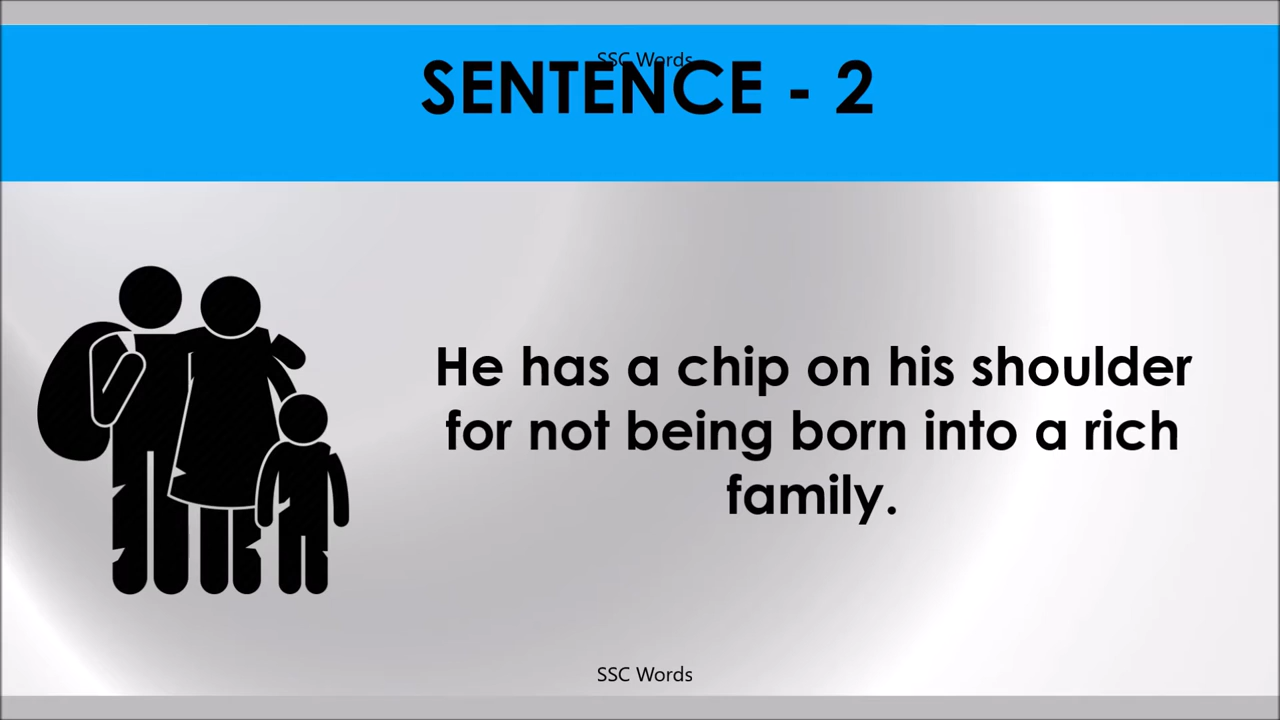 SSC Words
SENTENCE - 2
He has a chip on his shoulder
for not being born into a rich
family.
SSC Words